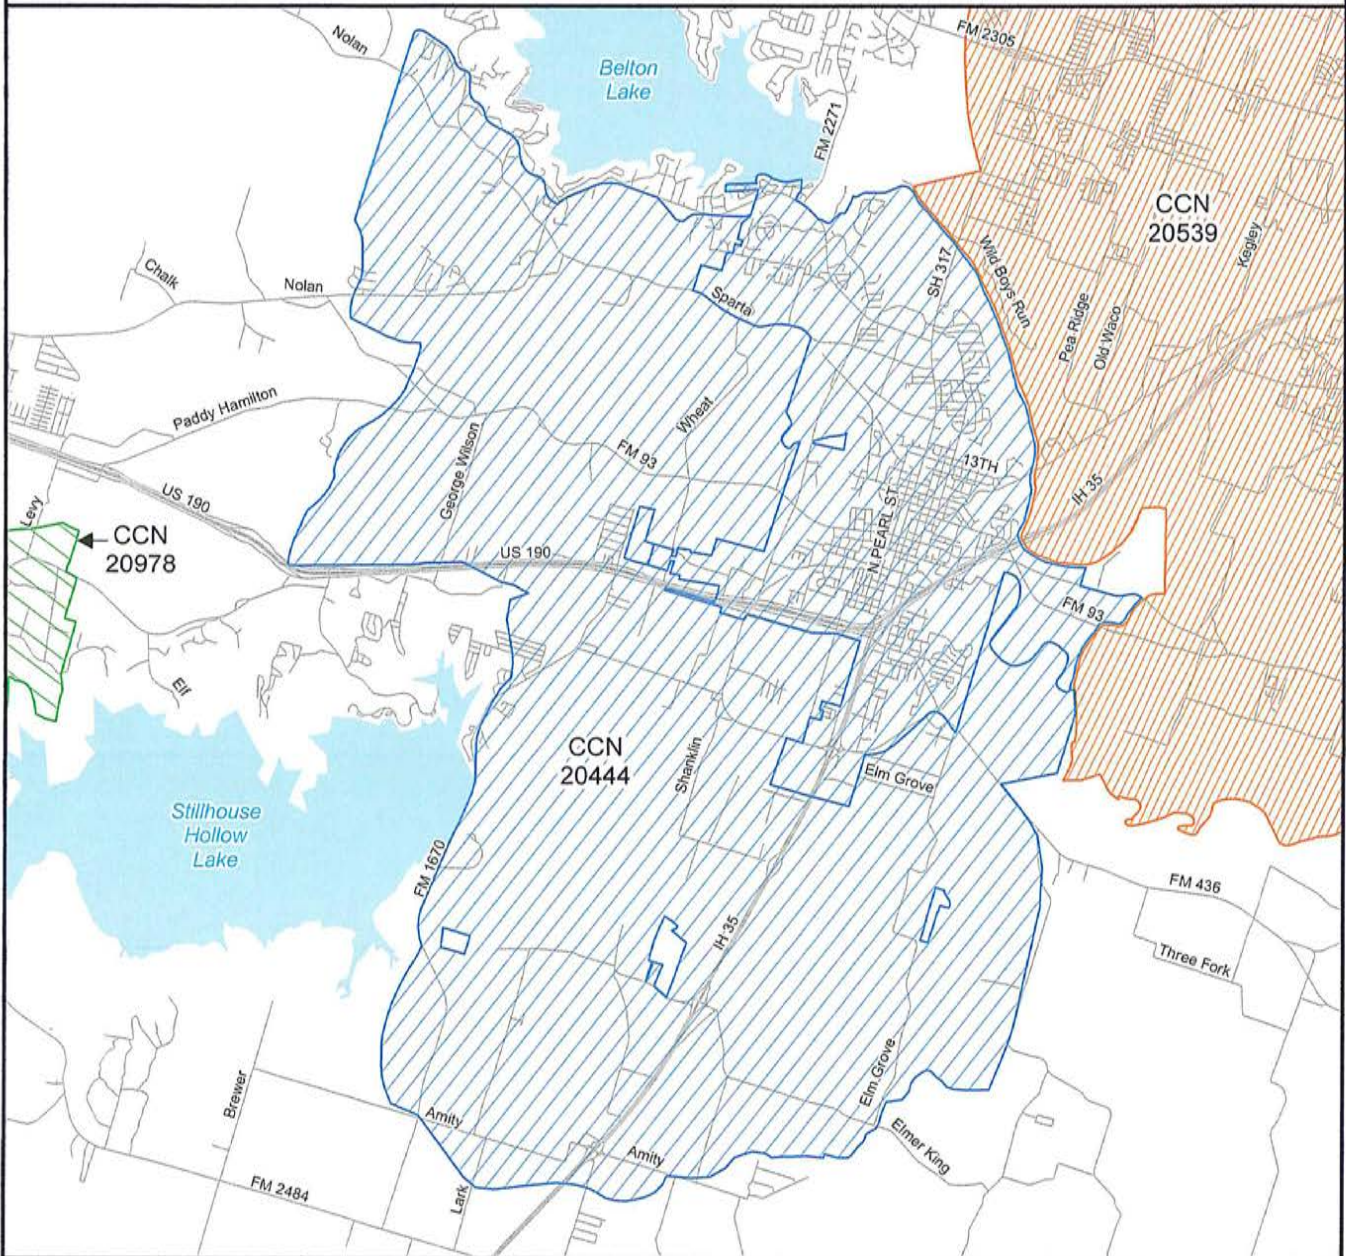 Nolan
Belton
Lake
FM 2305
FM 2271
CCN
20539
Kegley
Wild Boys Run
SH 317
Chalk
Nolan
Sparta
Pea Ridge
Old Waco
Paddy Hamilton
Wheat
George Wilson
FM 93
13TH
IH 35
US 190
Levy
N PEARL ST
CCN
20978
US 190
FM 93
Elf
CCN
20444
Shanklin
Elm Grove
Stillhouse
Hollow
Lake
FM 1670
FM 436
IH 35
Three Fork
Brewer
Elm Grove
Amity
Amity
Elmer King
FM 2484
Lark